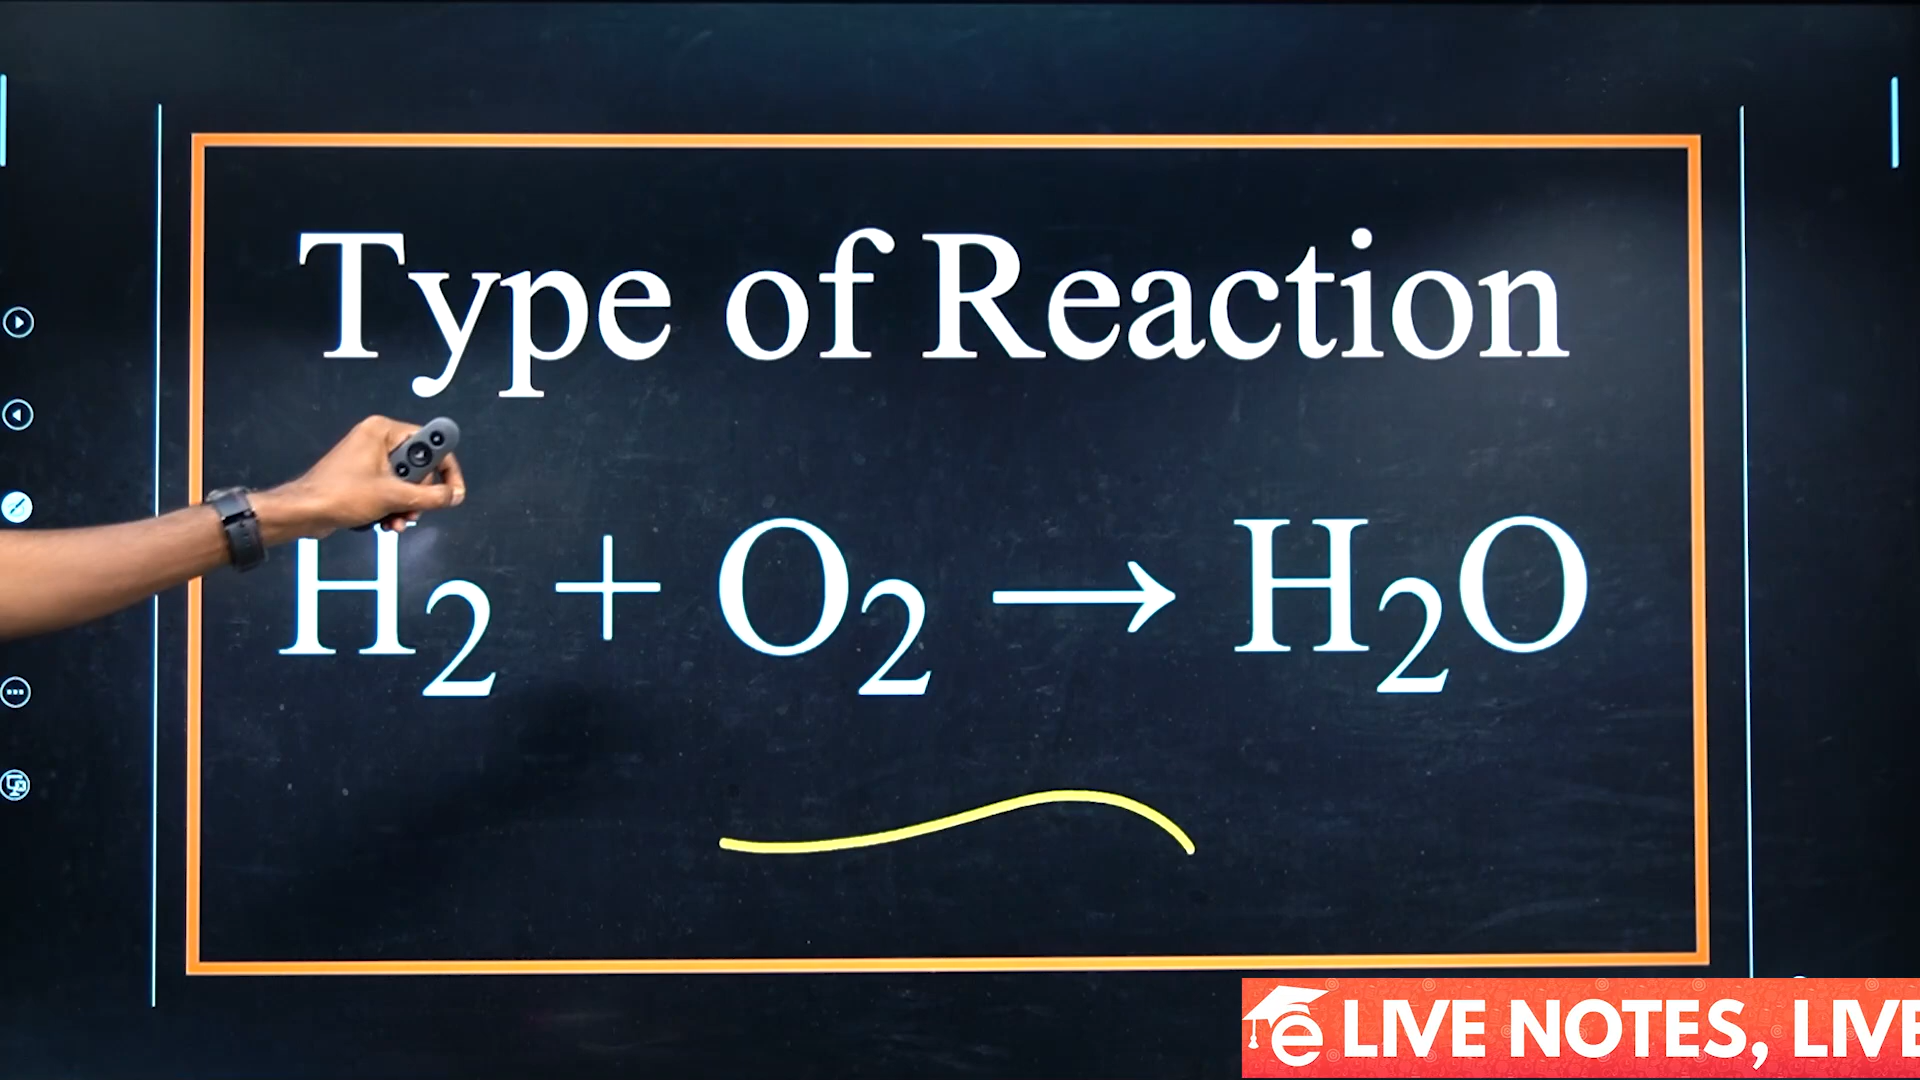 Type of Reaction
H₂ + O₂ → H₂O
LIVE NOTES, LIVE